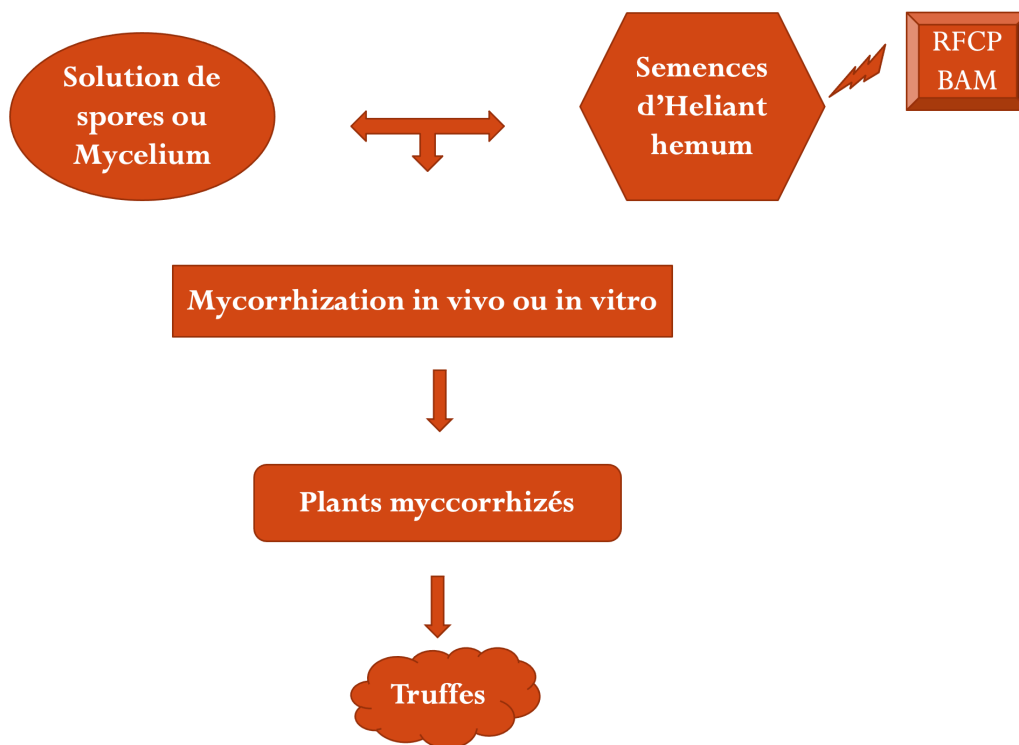 Solution de
spores ou
Mycelium
Semences
d’Heliant
hemum
RFCP
BAM
Mycorrhization in vivo ou in vitro
Plants myccorrhizés
Truffes